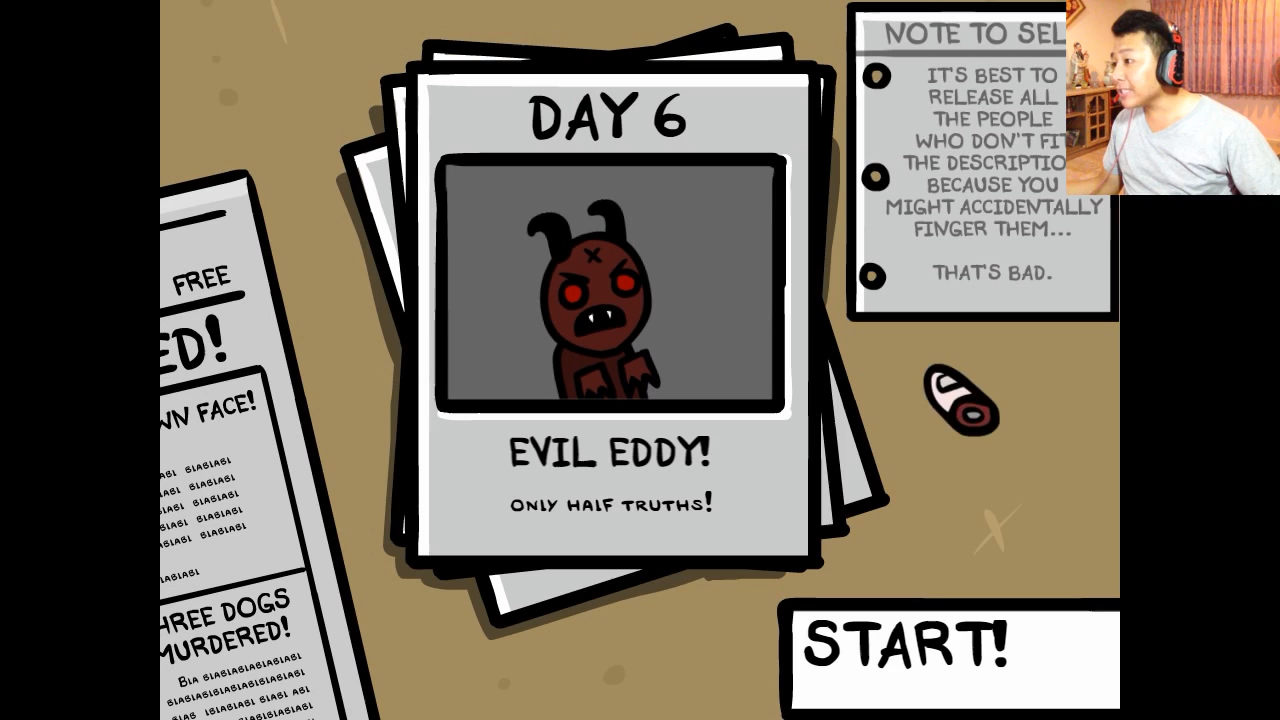 DAY 6
EVIL EDDY!
ONLY HALF TRUTHS!
NOTE TO SEL
IT'S BEST TO
RELEASE ALL
THE PEOPLE
WHO DON'T FIT
THE DESCRIPTIO
BECAUSE YOU
MIGHT ACCIDENTALLY
FINGER THEM...
THAT'S BAD.
FREE
ED!
WN FACE!
HREE DOGS
MURDERED!
START!